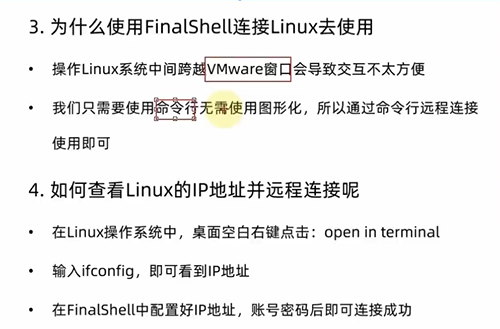 3. 为什么使用FinalShell连接Linux去使用
• 操作Linux系统中间跨越VMware窗口会导致交互不太方便
• 我们只需要使用命令行无需使用图形化，所以通过命令行远程连接
使用即可
4. 如何查看Linux的IP地址并远程连接呢
• 在Linux操作系统中，桌面空白右键点击：open in terminal
• 输入ifconfig，即可看到IP地址
• 在FinalShell中配置好IP地址，账号密码后即可连接成功